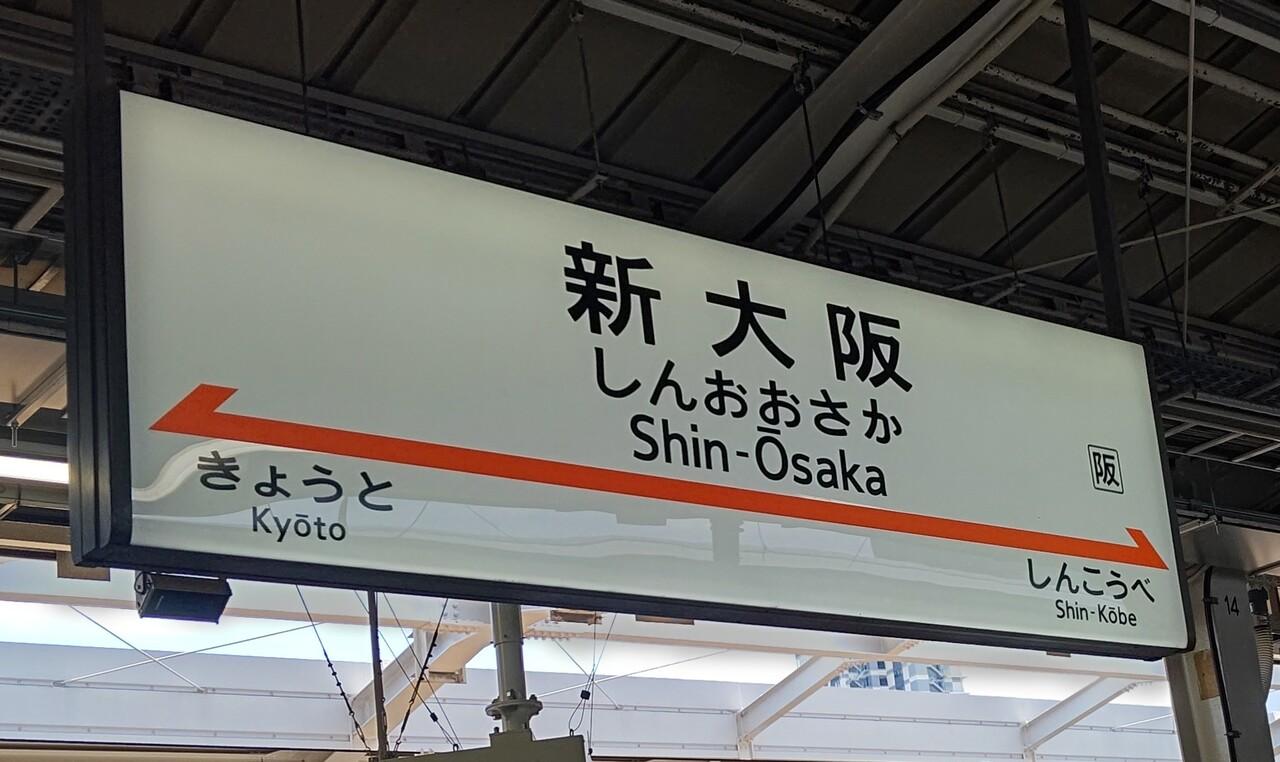 新大阪
しんおおさか
Shin-Ōsaka
阪
きょうと
Kyōto
しんこうべ
Shin-Kōbe
14